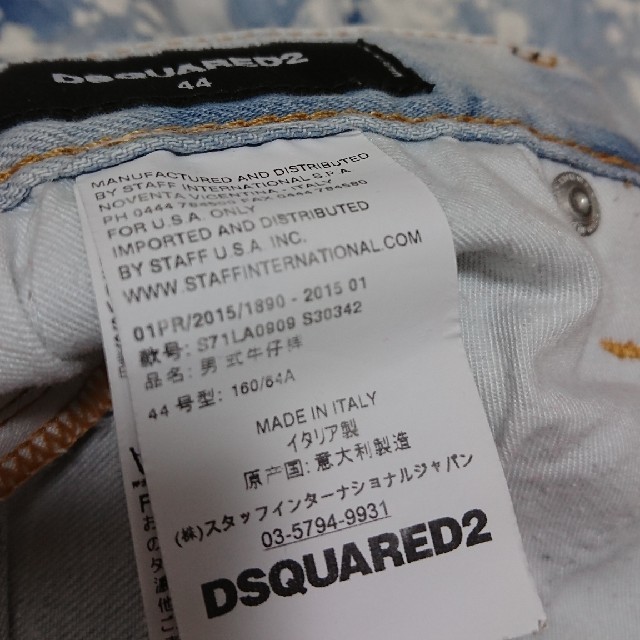 DSQUARED2
44
MANUFACTURED AND DISTRIBUTED
BY STAFF INTERNATIONAL S.P.A.
NOVENTA VICENTINA ITALY
PH 0444
FOR U.S.A. ONLY
IMPORTED AND DISTRIBUTED
BY STAFF U.S.A. INC.
WWW.STAFFINTERNATIONAL.COM
01PR/2015/1890 - 2015 01
款号: S71LA0909 S30342
品名: 男式牛仔裤
44 号型: 160/64A
MADE IN ITALY
イタリア製
原产国: 意大利製造
(株)スタッフインターナショナルジャパン
03-5794-9931
DSQUARED2